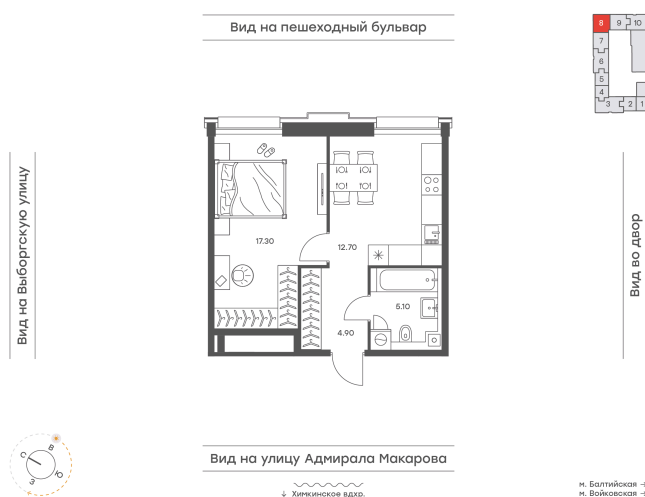 Вид на пешеходный бульвар
8 9 10
7
6
5
4
3 2 1
Вид на Выборгскую улицу
Вид во двор
17.30
12.70
5.10
4.90
С В Ю З
Вид на улицу Адмирала Макарова
↓ Химкинское вдхр.
м. Балтийская
м. Войковская